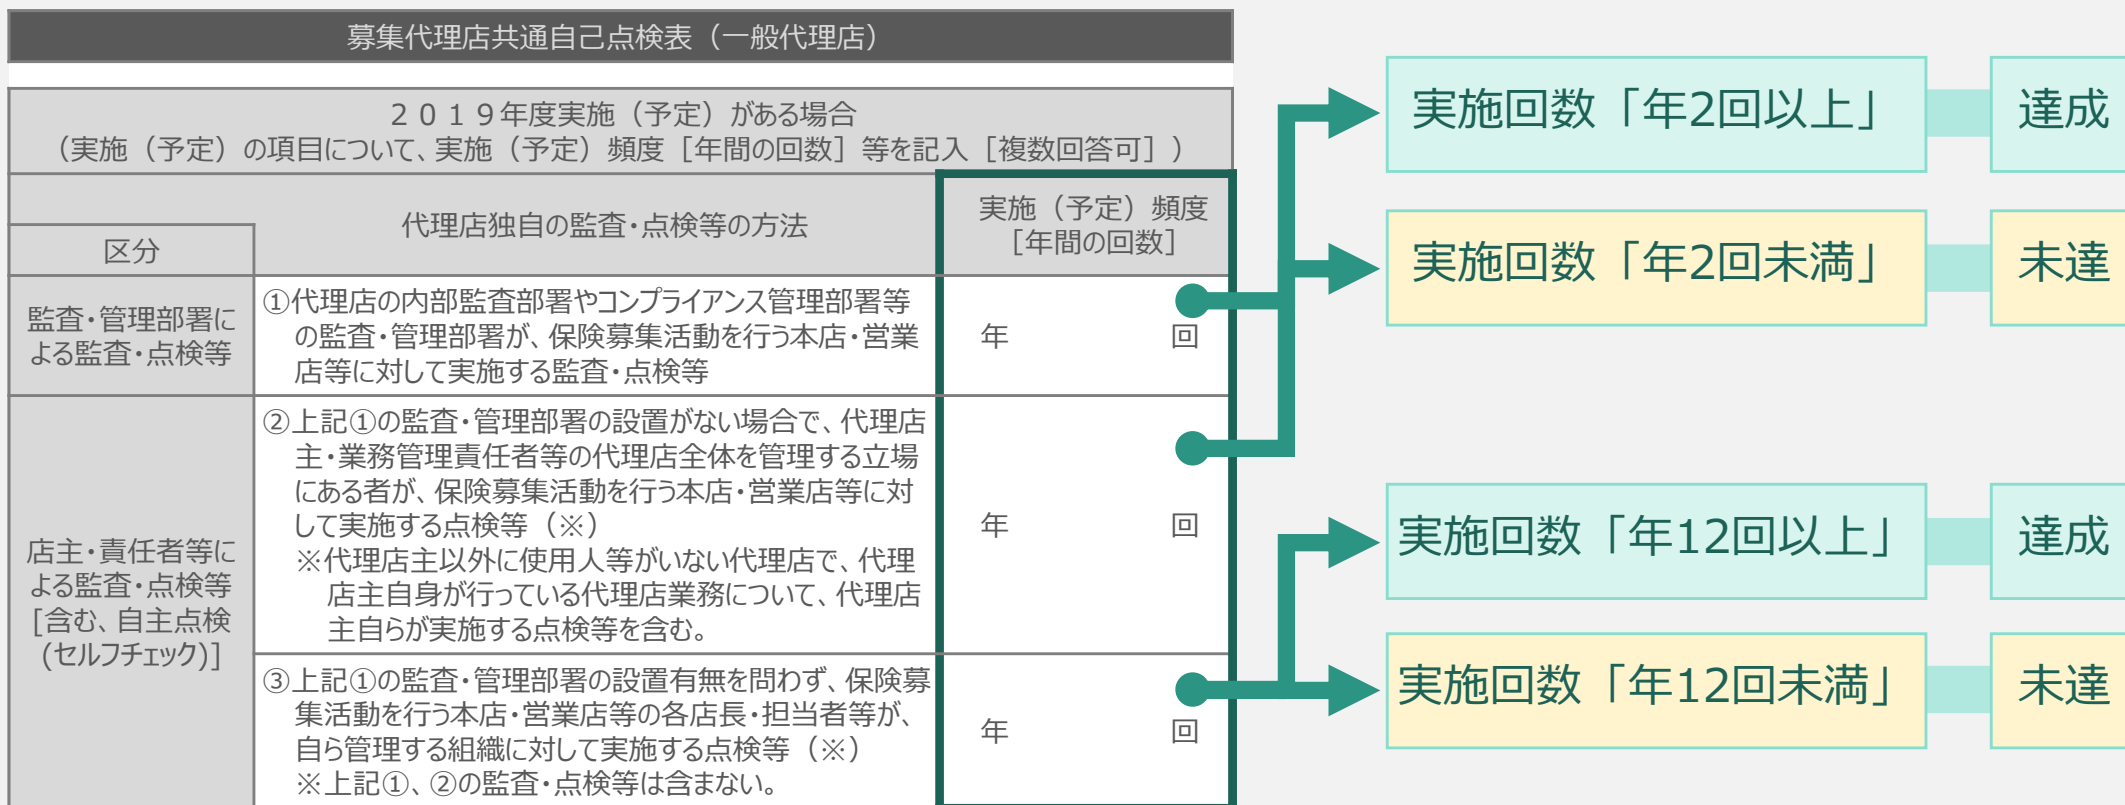 募集代理店共通自己点検表（一般代理店）
２０１９年度実施（予定）がある場合
（実施（予定）の項目について、実施（予定）頻度［年間の回数］等を記入［複数回答可］）
区分
代理店独自の監査・点検等の方法
実施（予定）頻度
［年間の回数］
監査・管理部署に
よる監査・点検等
①代理店の内部監査部署やコンプライアンス管理部署等
の監査・管理部署が、保険募集活動を行う本店・営業
店等に対して実施する監査・点検等
年 回
店主・責任者等に
よる監査・点検等
[含む、自主点検
(セルフチェック)]
②上記①の監査・管理部署の設置がない場合で、代理店
主・業務管理責任者等の代理店全体を管理する立場
にある者が、保険募集活動を行う本店・営業店等に対
して実施する点検等（※）
※代理店主以外に使用人等がいない代理店で、代理
店主自身が行っている代理店業務について、代理店
主自らが実施する点検等を含む。
年 回
③上記①の監査・管理部署の設置有無を問わず、保険募
集活動を行う本店・営業店等の各店長・担当者等が、
自ら管理する組織に対して実施する点検等（※）
※上記①、②の監査・点検等は含まない。
年 回
実施回数「年2回以上」 達成
実施回数「年2回未満」 未達
実施回数「年12回以上」 達成
実施回数「年12回未満」 未達